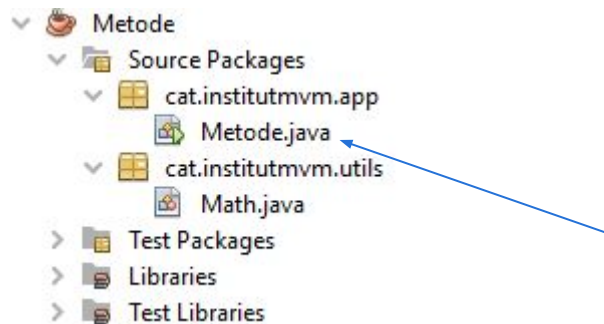 Metode
Source Packages
cat.institutmvm.app
Metode.java
cat.institutmvm.utils
Math.java
Test Packages
Libraries
Test Libraries